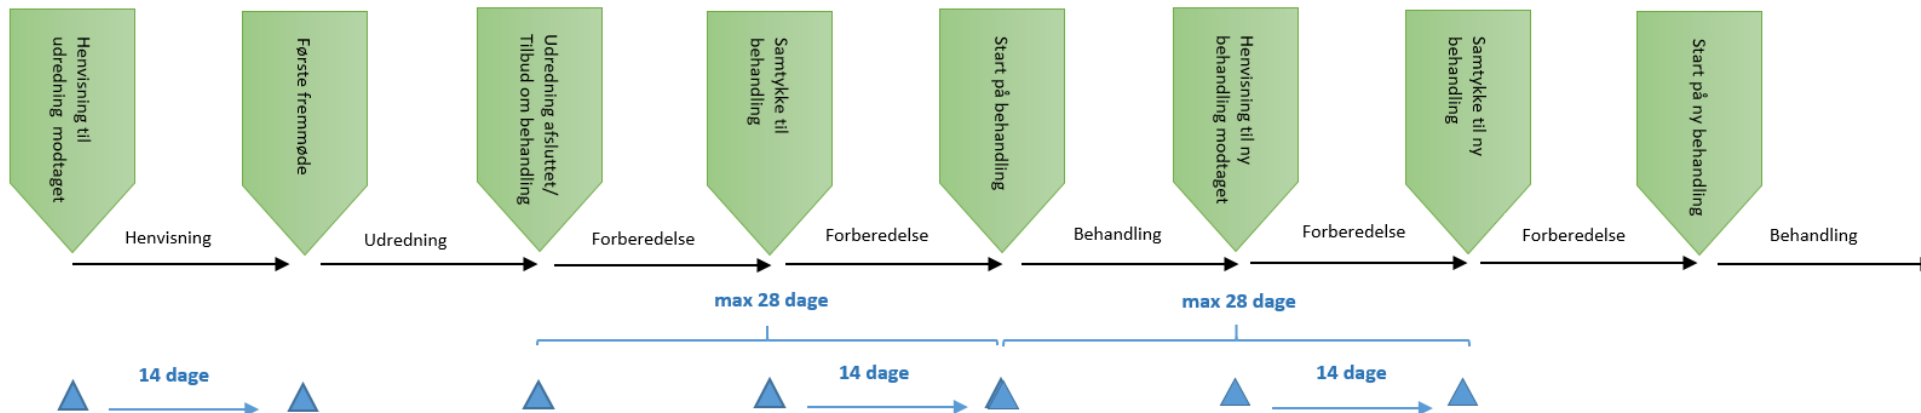 Henvisning til
udredning modtaget
Første fremmøde
Udredning afsluttet/
Tilbud om behandling
Samtykke til
behandling
Start på behandling
Henvisning til ny
behandling modtaget
Samtykke til ny
behandling
Start på ny behandling
Henvisning
Udredning
Forberedelse
Forberedelse
Behandling
Forberedelse
Forberedelse
Behandling
max 28 dage
max 28 dage
14 dage
14 dage
14 dage